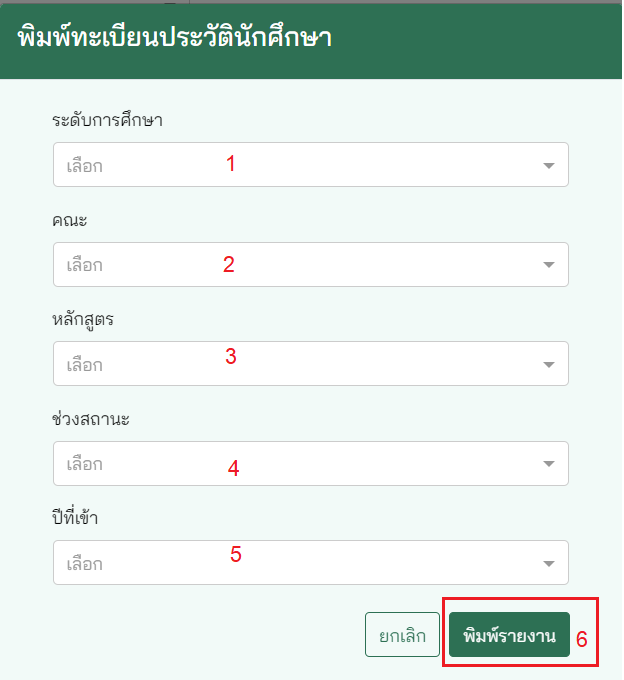 พิมพ์ทะเบียนประวัตินักศึกษา
ระดับการศึกษา
เลือก 1
คณะ
เลือก 2
หลักสูตร
เลือก 3
ช่วงสถานะ
เลือก 4
ปีที่เข้า
เลือก 5
ยกเลิก พิมพ์รายงาน 6